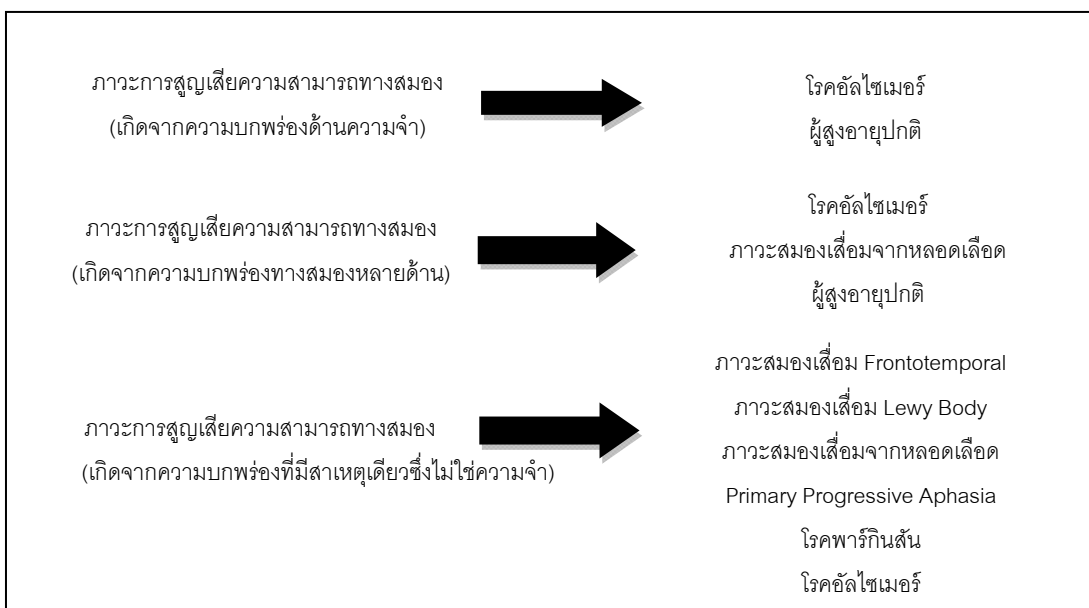 ภาวะการสูญเสียความสามารถทางสมอง
(เกิดจากความบกพร่องด้านความจำ)
โรคอัลไซเมอร์
ผู้สูงอายุปกติ
ภาวะการสูญเสียความสามารถทางสมอง
(เกิดจากความบกพร่องทางสมองหลายด้าน)
โรคอัลไซเมอร์
ภาวะสมองเสื่อมจากหลอดเลือด
ผู้สูงอายุปกติ
ภาวะการสูญเสียความสามารถทางสมอง
(เกิดจากความบกพร่องที่มีสาเหตุเดียวซึ่งไม่ใช่ความจำ)
ภาวะสมองเสื่อม Frontotemporal
ภาวะสมองเสื่อม Lewy Body
ภาวะสมองเสื่อมจากหลอดเลือด
Primary Progressive Aphasia
โรคพาร์กินสัน
โรคอัลไซเมอร์